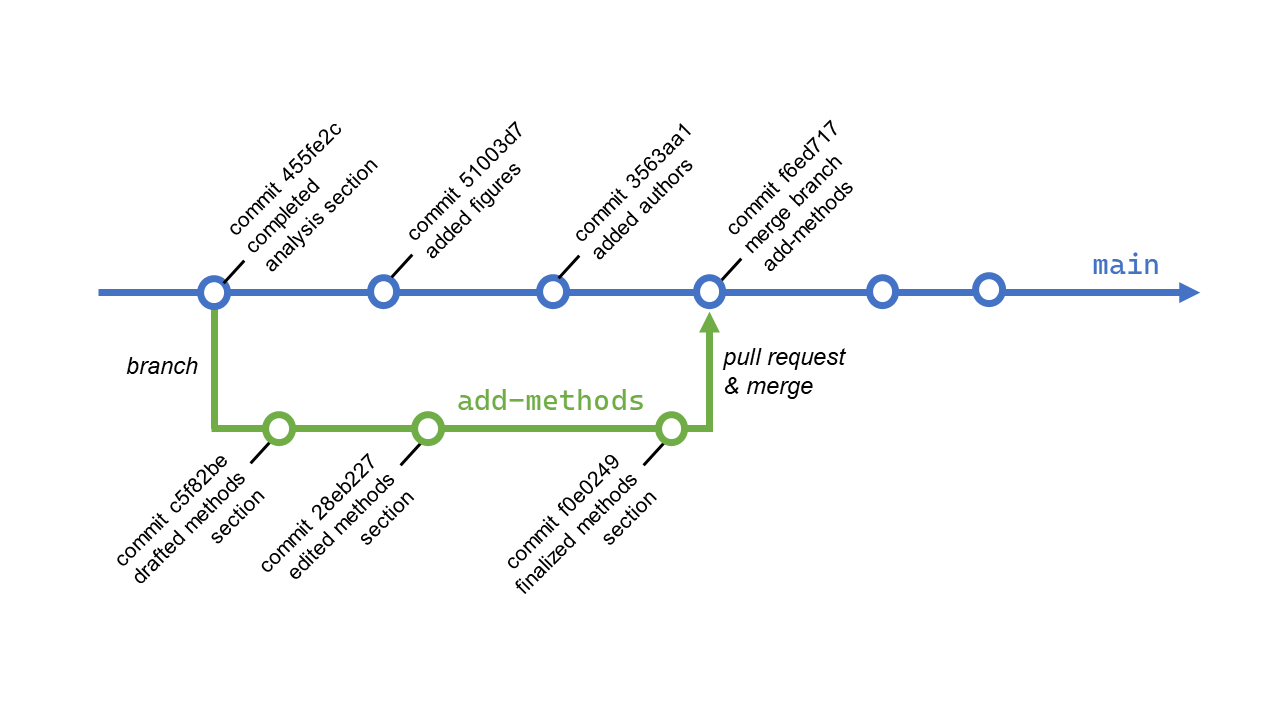 commit 455fe2c
completed
analysis section
commit 51003d7
added figures
commit 3563aa1
added authors
commit f6ed717
merge branch
add-methods
main
branch
pull request
& merge
add-methods
commit c5f82be
drafted methods
section
commit 28eb227
edited methods
section
commit f0e0249
finalized methods
section